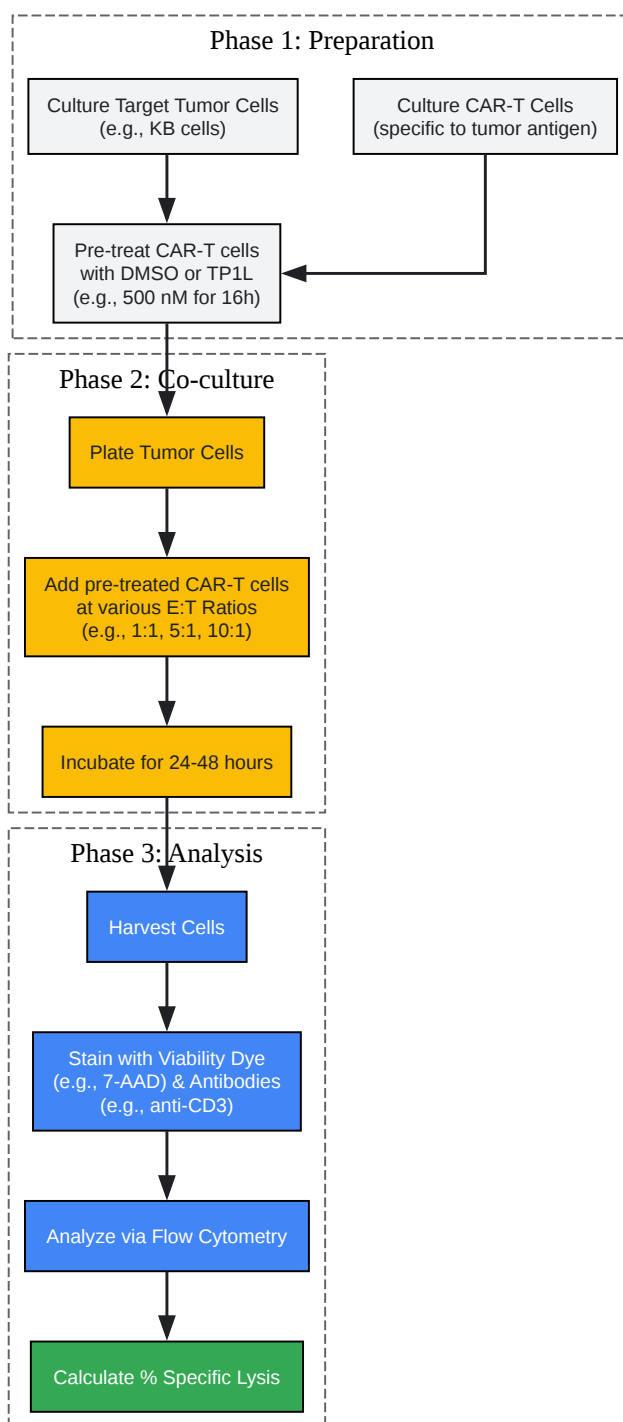 Phase 1: Preparation
Culture Target Tumor Cells
(e.g., KB cells)
Culture CAR-T Cells
(specific to tumor antigen)
Pre-treat CAR-T cells
with DMSO or TP1L
(e.g., 500 nM for 16h)
Phase 2: Co-culture
Plate Tumor Cells
Add pre-treated CAR-T cells
at various E:T Ratios
(e.g., 1:1, 5:1, 10:1)
Incubate for 24-48 hours
Phase 3: Analysis
Harvest Cells
Stain with Viability Dye
(e.g., 7-AAD) & Antibodies
(e.g., anti-CD3)
Analyze via Flow Cytometry
Calculate % Specific Lysis